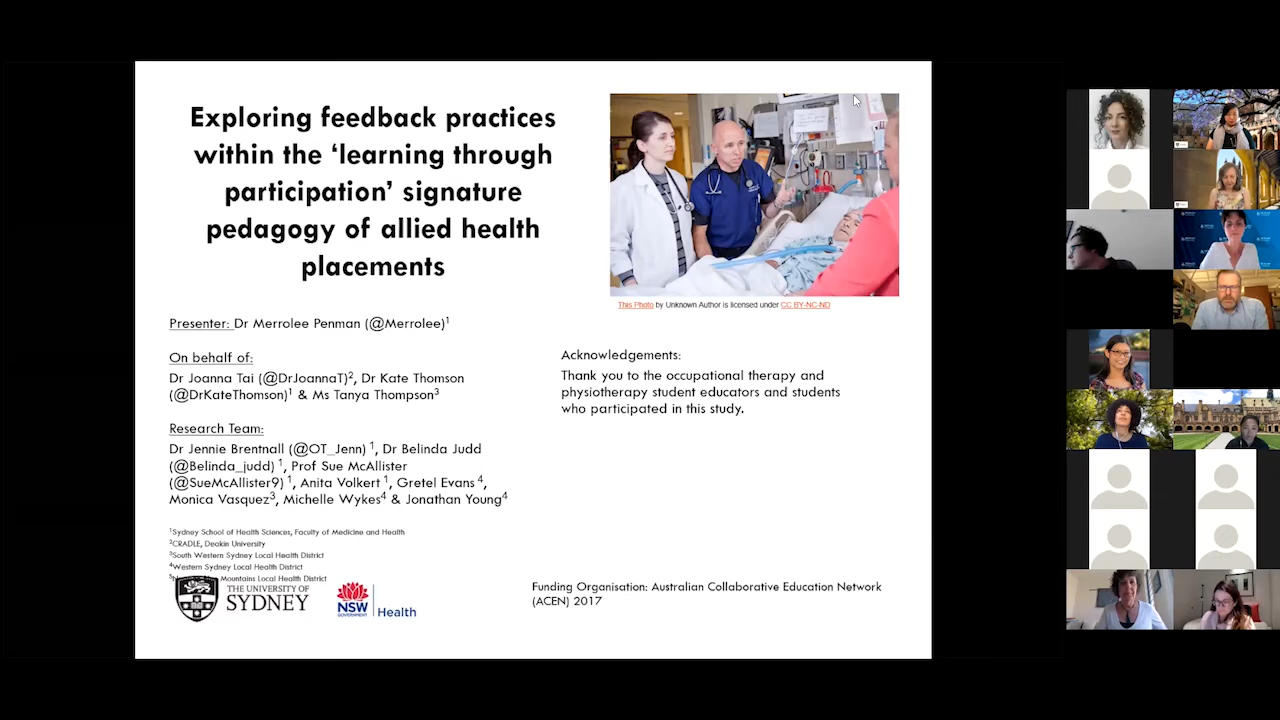 Exploring feedback practices
within the ‘learning through
participation’ signature
pedagogy of allied health
placements
This Photo by Unknown Author is licensed under CC BY-NC-ND
Presenter: Dr Merrolee Penman (@Merrolee)1
On behalf of:
Dr Joanna Tai (@DrJoannaT)2, Dr Kate Thomson
(@DrKateThomson)1 & Ms Tanya Thompson3
Research Team:
Dr Jennie Brentnall (@OT_Jenn) 1, Dr Belinda Judd
(@Belinda_judd) 1, Prof Sue McAllister
(@SueMcAllister9) 1, Anita Volkert 1, Gretel Evans 4,
Monica Vasquez3, Michelle Wykes4 & Jonathan Young4
Acknowledgements:
Thank you to the occupational therapy and
physiotherapy student educators and students
who participated in this study.
1Sydney School of Health Sciences, Faculty of Medicine and Health
2CRADLE, Deakin University
3South Western Sydney Local Health District
4Western Sydney Local Health District
Mountains Local Health District
THE UNIVERSITY OF
SYDNEY
NSW
GOVERNMENT
Health
Funding Organisation: Australian Collaborative Education Network
(ACEN) 2017